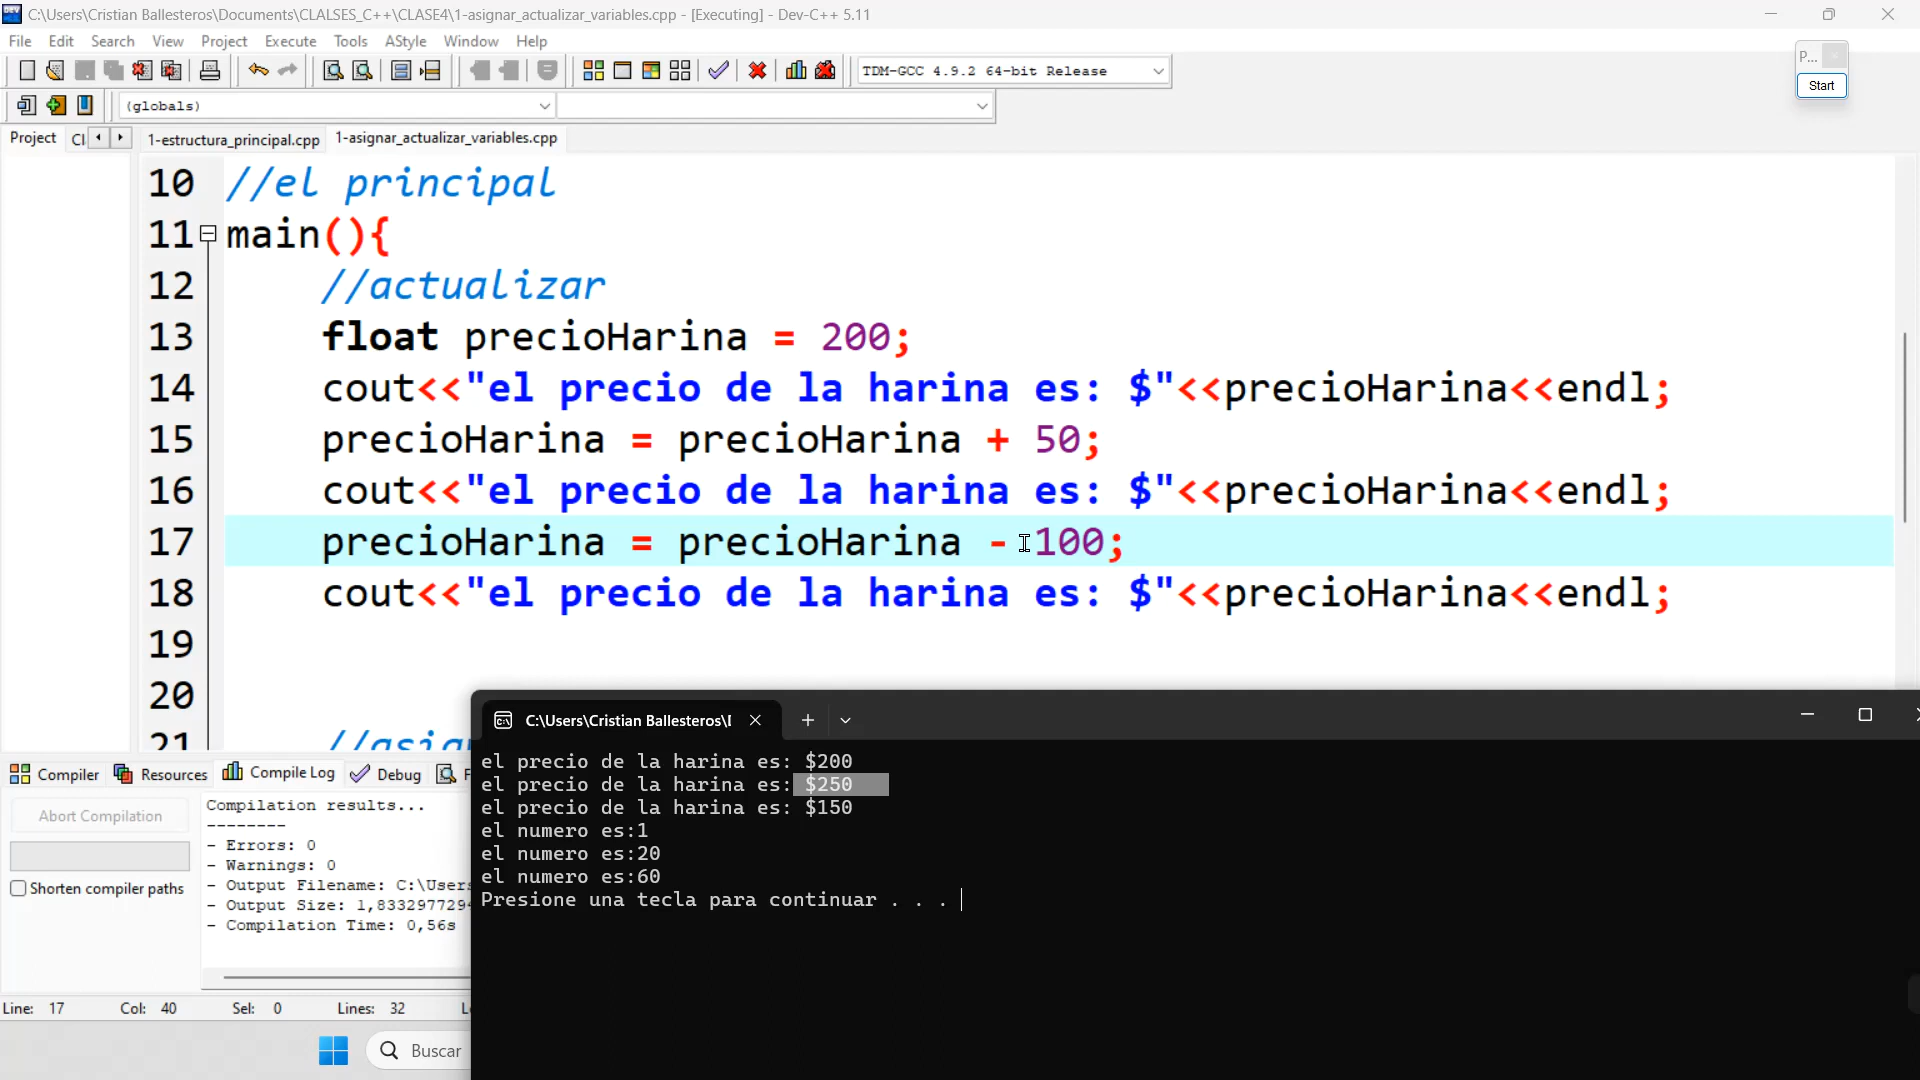 C:\Users\Cristian Ballesteros\Documents\CLALSES_C++\CLASE4\1-asignar_actualizar_variables.cpp - [Executing] - Dev-C++ 5.11
File Edit Search View Project Execute Tools AStyle Window Help
P...
TDM-GCC 4.9.2 64-bit Release
Start
(globals)
Project Cl 1-estructura_principal.cpp 1-asignar_actualizar_variables.cpp
10 //el principal
11 main(){
12 //actualizar
13 float precioHarina = 200;
14 cout<<"el precio de la harina es: $"<<precioHarina<<endl;
15 precioHarina = precioHarina + 50;
16 cout<<"el precio de la harina es: $"<<precioHarina<<endl;
17 precioHarina = precioHarina - 100;
18 cout<<"el precio de la harina es: $"<<precioHarina<<endl;
19
20
21 //asign
C:\Users\Cristian Ballesteros\
el precio de la harina es: $200
el precio de la harina es: $250
el precio de la harina es: $150
el numero es:1
el numero es:20
el numero es:60
Presione una tecla para continuar . . .
Compiler Resources Compile Log Debug F
Abort Compilation
Shorten compiler paths
Compilation results...
--------
- Errors: 0
- Warnings: 0
- Output Filename: C:\Users
- Output Size: 1,833297729
- Compilation Time: 0,56s
Line: 17 Col: 40 Sel: 0 Lines: 32
Buscar